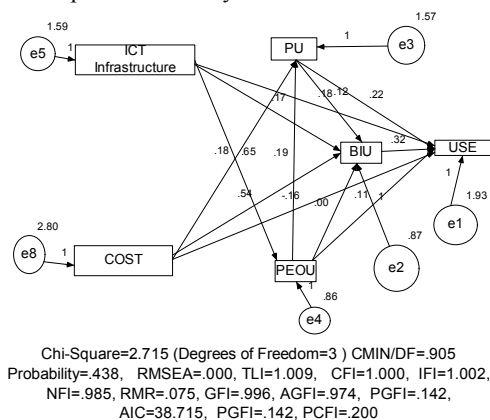 1.59
e5
1
ICT
Infrastructure
PU
1
1.57
e3
.17
.18
.12
.22
BIU
.32
USE
.18
.65
.19
.54
-.16
.00
.11
1
1
1.93
e1
2.80
e8
1
COST
PEOU
1
.87
e2
1
.86
e4
Chi-Square=2.715 (Degrees of Freedom=3 ) CMIN/DF=.905
Probability=.438, RMSEA=.000, TLI=1.009, CFI=1.000, IFI=1.002,
NFI=.985, RMR=.075, GFI=.996, AGFI=.974, PGFI=.142,
AIC=38.715, PGFI=.142, PCFI=.200